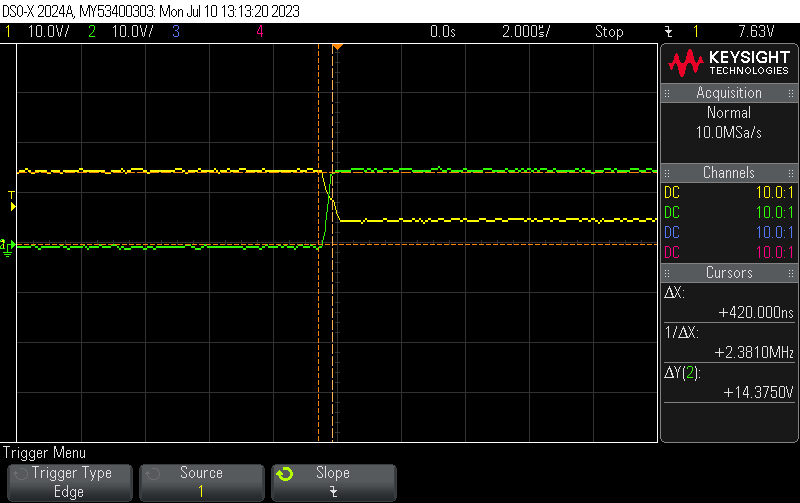 DSO-X 2024A, MY53400303: Mon Jul 10 13:13:20 2023
1 10.0V/ 2 10.0V/ 3 4 0.0s 2.000µs/ Stop 1 7.63V
KEYSIGHT
TECHNOLOGIES
Acquisition
Normal
10.0MSa/s
Channels
DC 10.0:1
DC 10.0:1
DC 10.0:1
DC 10.0:1
Cursors
ΔX:
+420.000ns
1/ΔX:
+2.3810MHz
ΔY(2):
+14.3750V
T
2
Trigger Menu
Trigger Type
Edge
Source
1
Slope